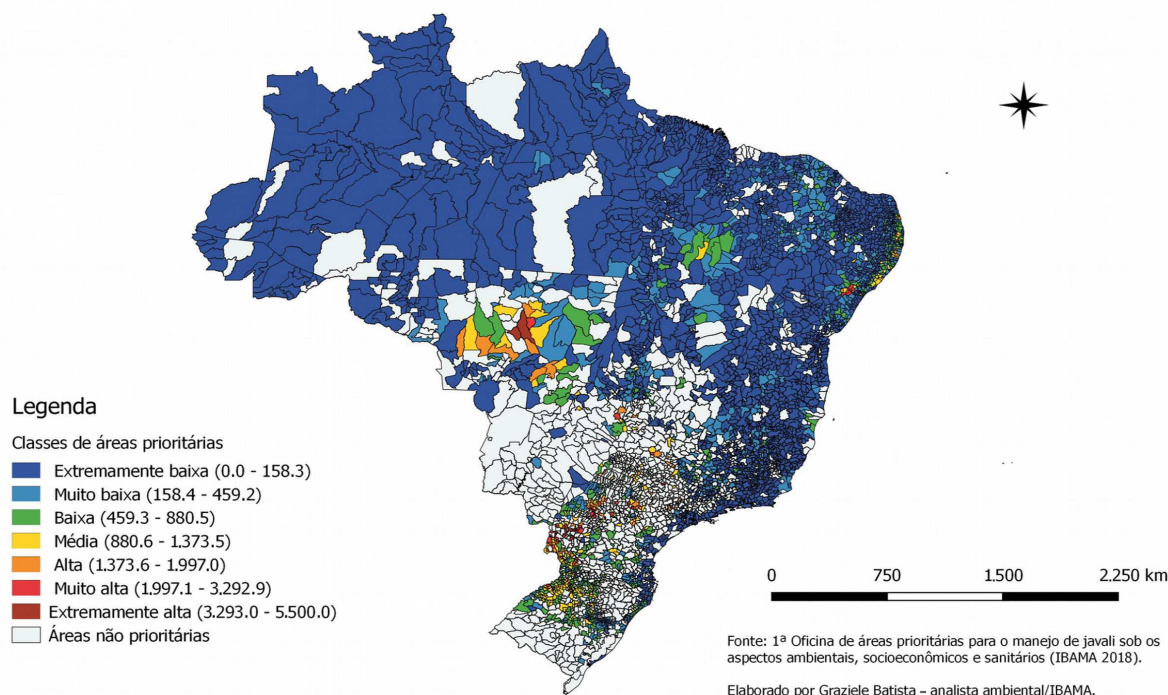 Legenda
Classes de áreas prioritárias
Extremamente baixa (0.0 - 158.3)
Muito baixa (158.4 - 459.2)
Baixa (459.3 - 880.5)
Média (880.6 - 1.373.5)
Alta (1.373.6 - 1.997.0)
Muito alta (1.997.1 - 3.292.9)
Extremamente alta (3.293.0 - 5.500.0)
Áreas não prioritárias
0 750 1.500 2.250 km
Fonte: 1ª Oficina de áreas prioritárias para o manejo de javali sob os
aspectos ambientais, socioeconômicos e sanitários (IBAMA 2018).
Elaborado por Graziele Batista – analista ambiental/IBAMA.